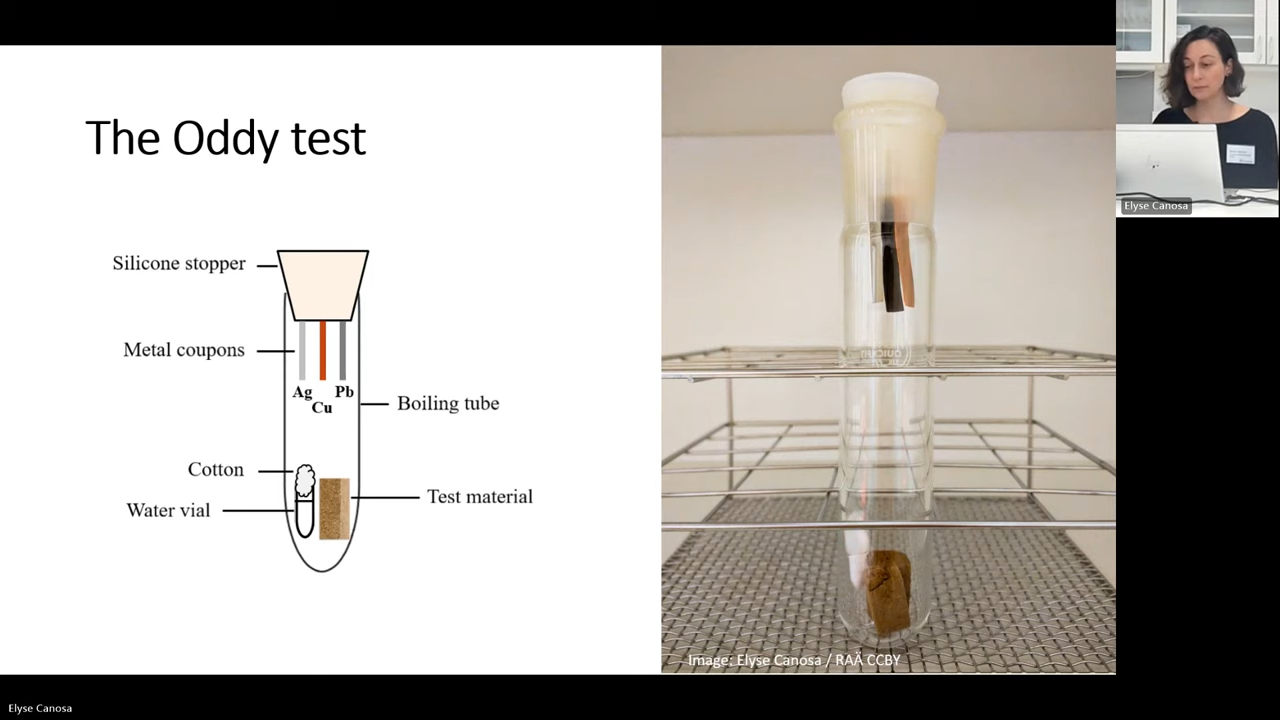 The Oddy test
Silicone stopper
Metal coupons
Ag
Pb
Cu
Boiling tube
Cotton
Water vial
Test material
Image: Elyse Canosa / RAÄ CCBY
Elyse Canosa
Elyse Canosa